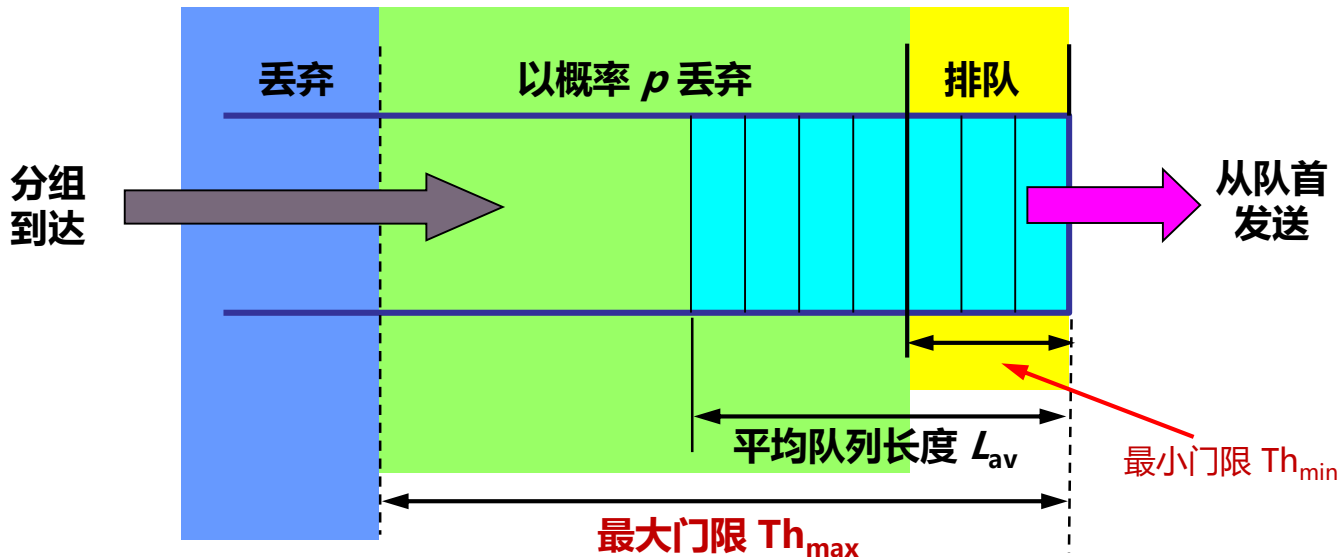 丢弃
以概率 p 丢弃
排队
分组
到达
从队首
发送
平均队列长度 Lav
最小门限 Thmin
最大门限 Thmax